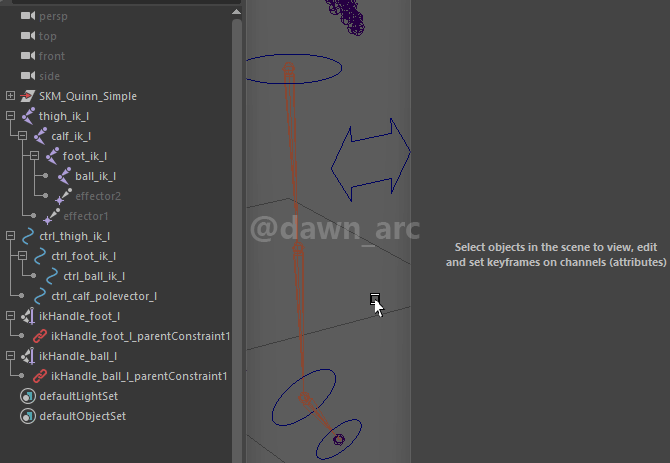 persp
top
front
side
SKM_Quinn_Simple
thigh_ik_l
calf_ik_l
foot_ik_l
ball_ik_l
effector2
effector1
ctrl_thigh_ik_l
ctrl_foot_ik_l
ctrl_ball_ik_l
ctrl_calf_polevector_l
ikHandle_foot_l
ikHandle_foot_l_parentConstraint1
ikHandle_ball_l
ikHandle_ball_l_parentConstraint1
defaultLightSet
defaultObjectSet
@dawn_arc
Select objects in the scene to view, edit
and set keyframes on channels (attributes)